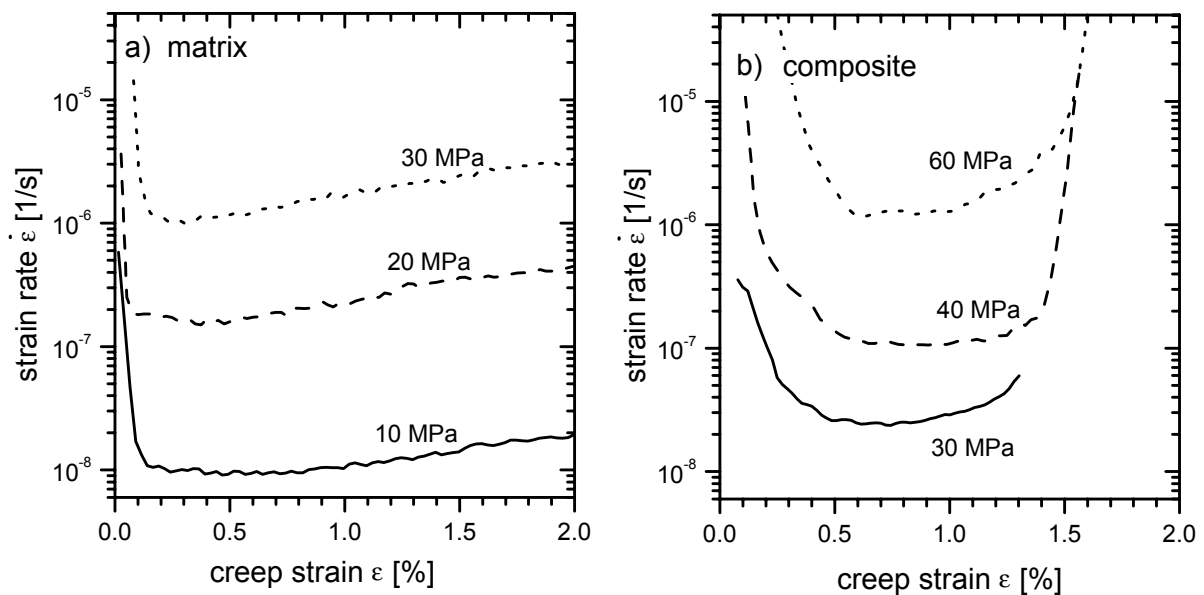 a) matrix
10⁻⁵
10⁻⁶
10⁻⁷
10⁻⁸
strain rate ε̇ [1/s]
30 MPa
20 MPa
10 MPa
0.0 0.5 1.0 1.5 2.0
creep strain ε [%]
b) composite
10⁻⁵
10⁻⁶
10⁻⁷
10⁻⁸
strain rate ε̇ [1/s]
60 MPa
40 MPa
30 MPa
0.0 0.5 1.0 1.5 2.0
creep strain ε [%]